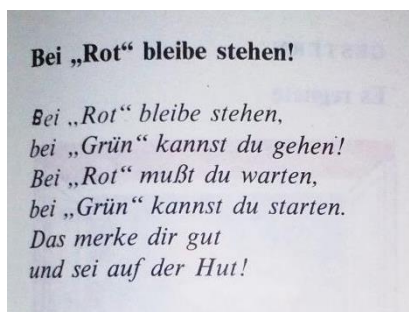 Bei „Rot“ bleibe stehen!
Bei „Rot“ bleibe stehen,
bei „Grün“ kannst du gehen!
Bei „Rot“ mußt du warten,
bei „Grün“ kannst du starten.
Das merke dir gut
und sei auf der Hut!